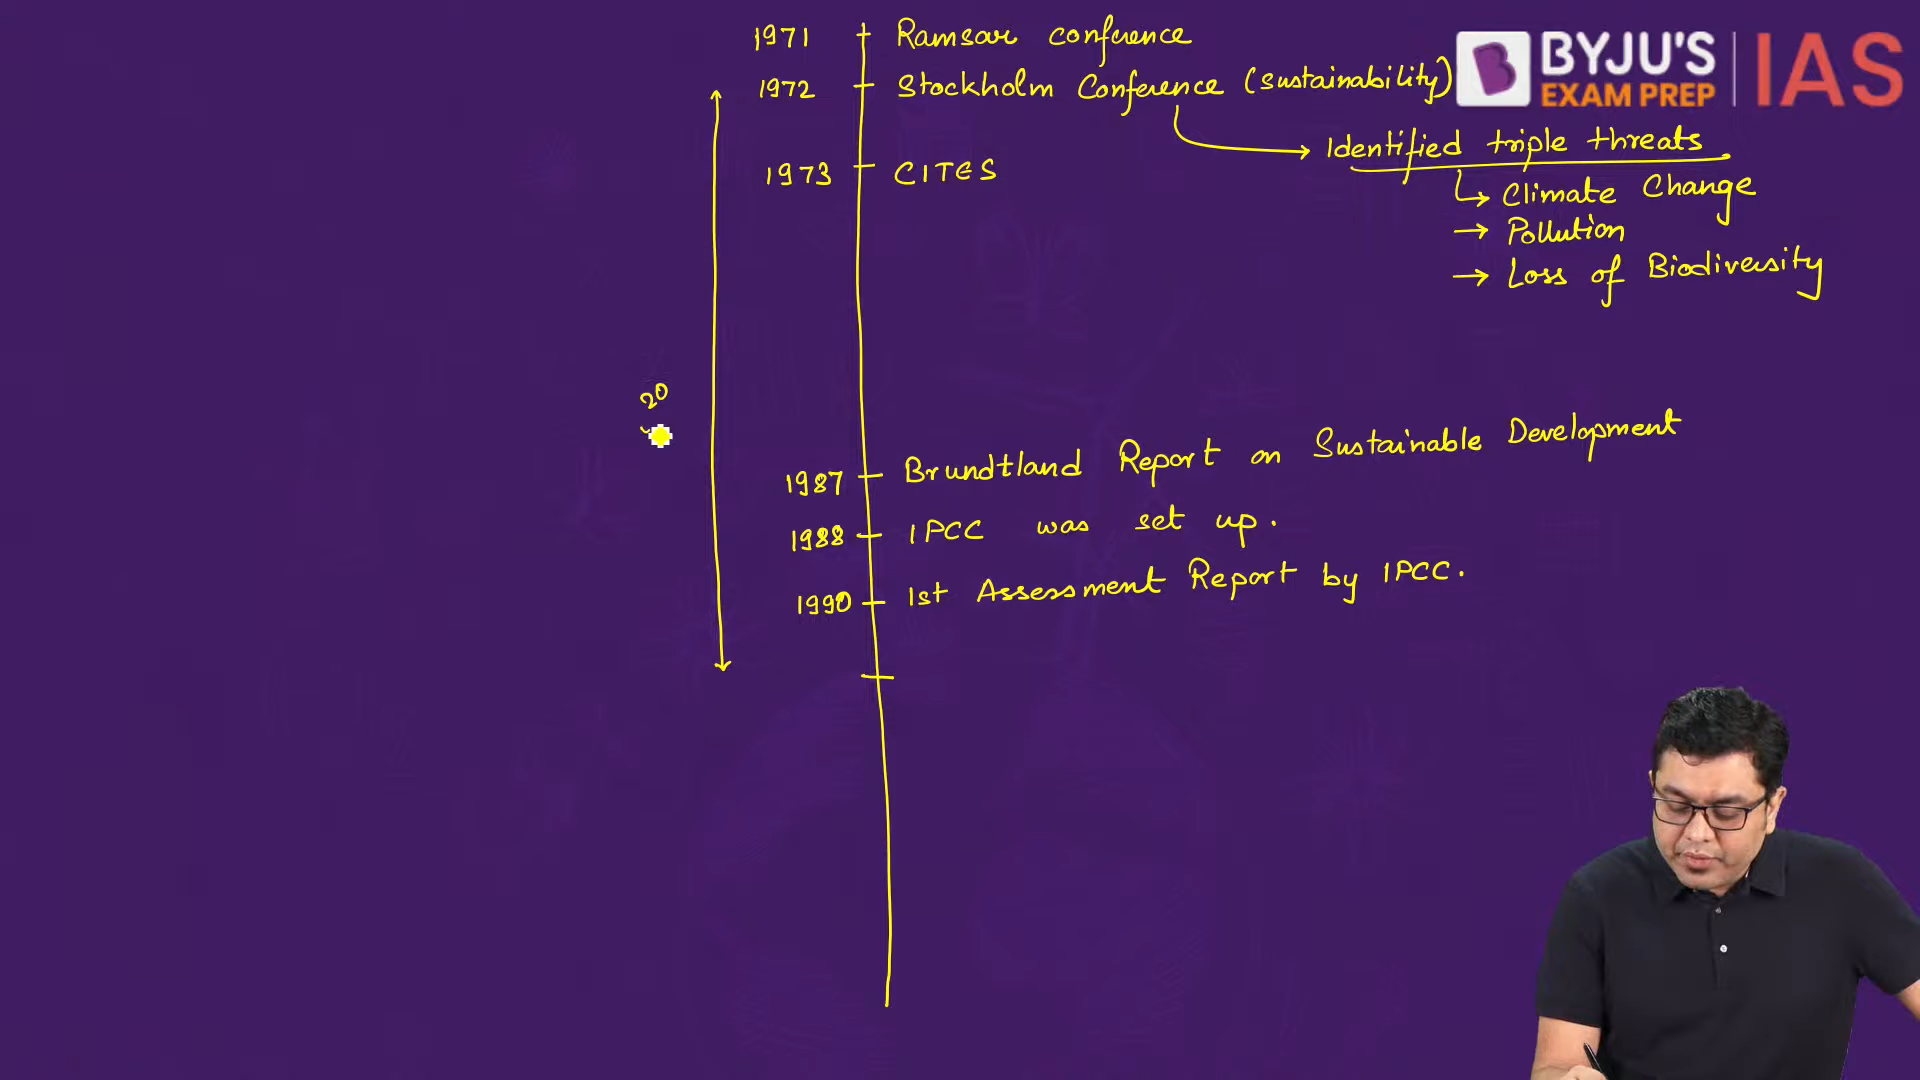 1971 Ramsar conference
1972 Stockholm Conference (sustainability)
BYJU'S
EXAM PREP
IAS
Identified triple threats
Climate Change
Pollution
Loss of Biodiversity
1973 CITES
20
1987 Brundtland Report on Sustainable Development
1988 IPCC was set up.
1990 1st Assessment Report by IPCC.